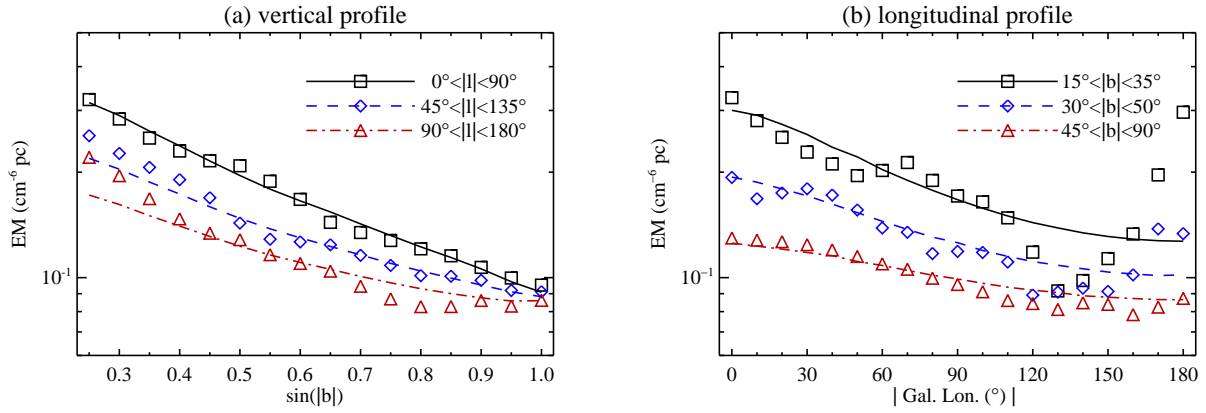 (a) vertical profile
EM (cm⁻⁶ pc)
10⁻¹
0°<|l|<90°
45°<|l|<135°
90°<|l|<180°
0.3 0.4 0.5 0.6 0.7 0.8 0.9 1.0
sin(|b|)
(b) longitudinal profile
EM (cm⁻⁶ pc)
10⁻¹
15°<|b|<35°
30°<|b|<50°
45°<|b|<90°
0 30 60 90 120 150 180
| Gal. Lon. (°) |